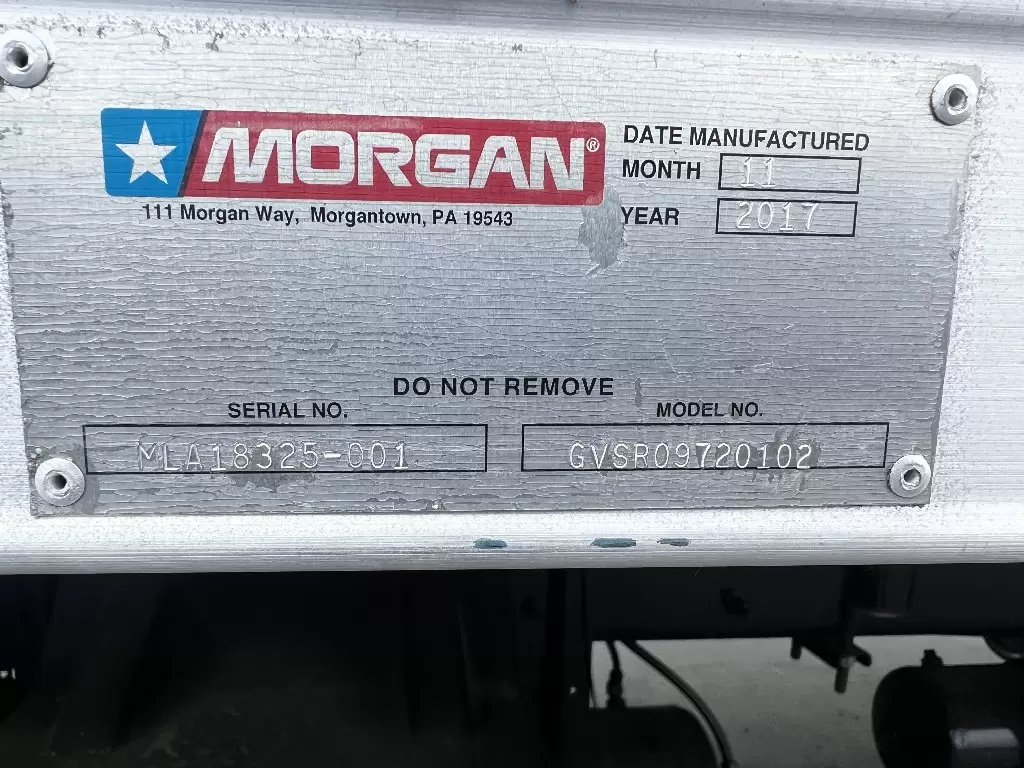 MORGAN®
111 Morgan Way, Morgantown, PA 19543
DATE MANUFACTURED
MONTH 11
YEAR 2017
DO NOT REMOVE
SERIAL NO.
MLA18325-001
MODEL NO.
GVSR09720102